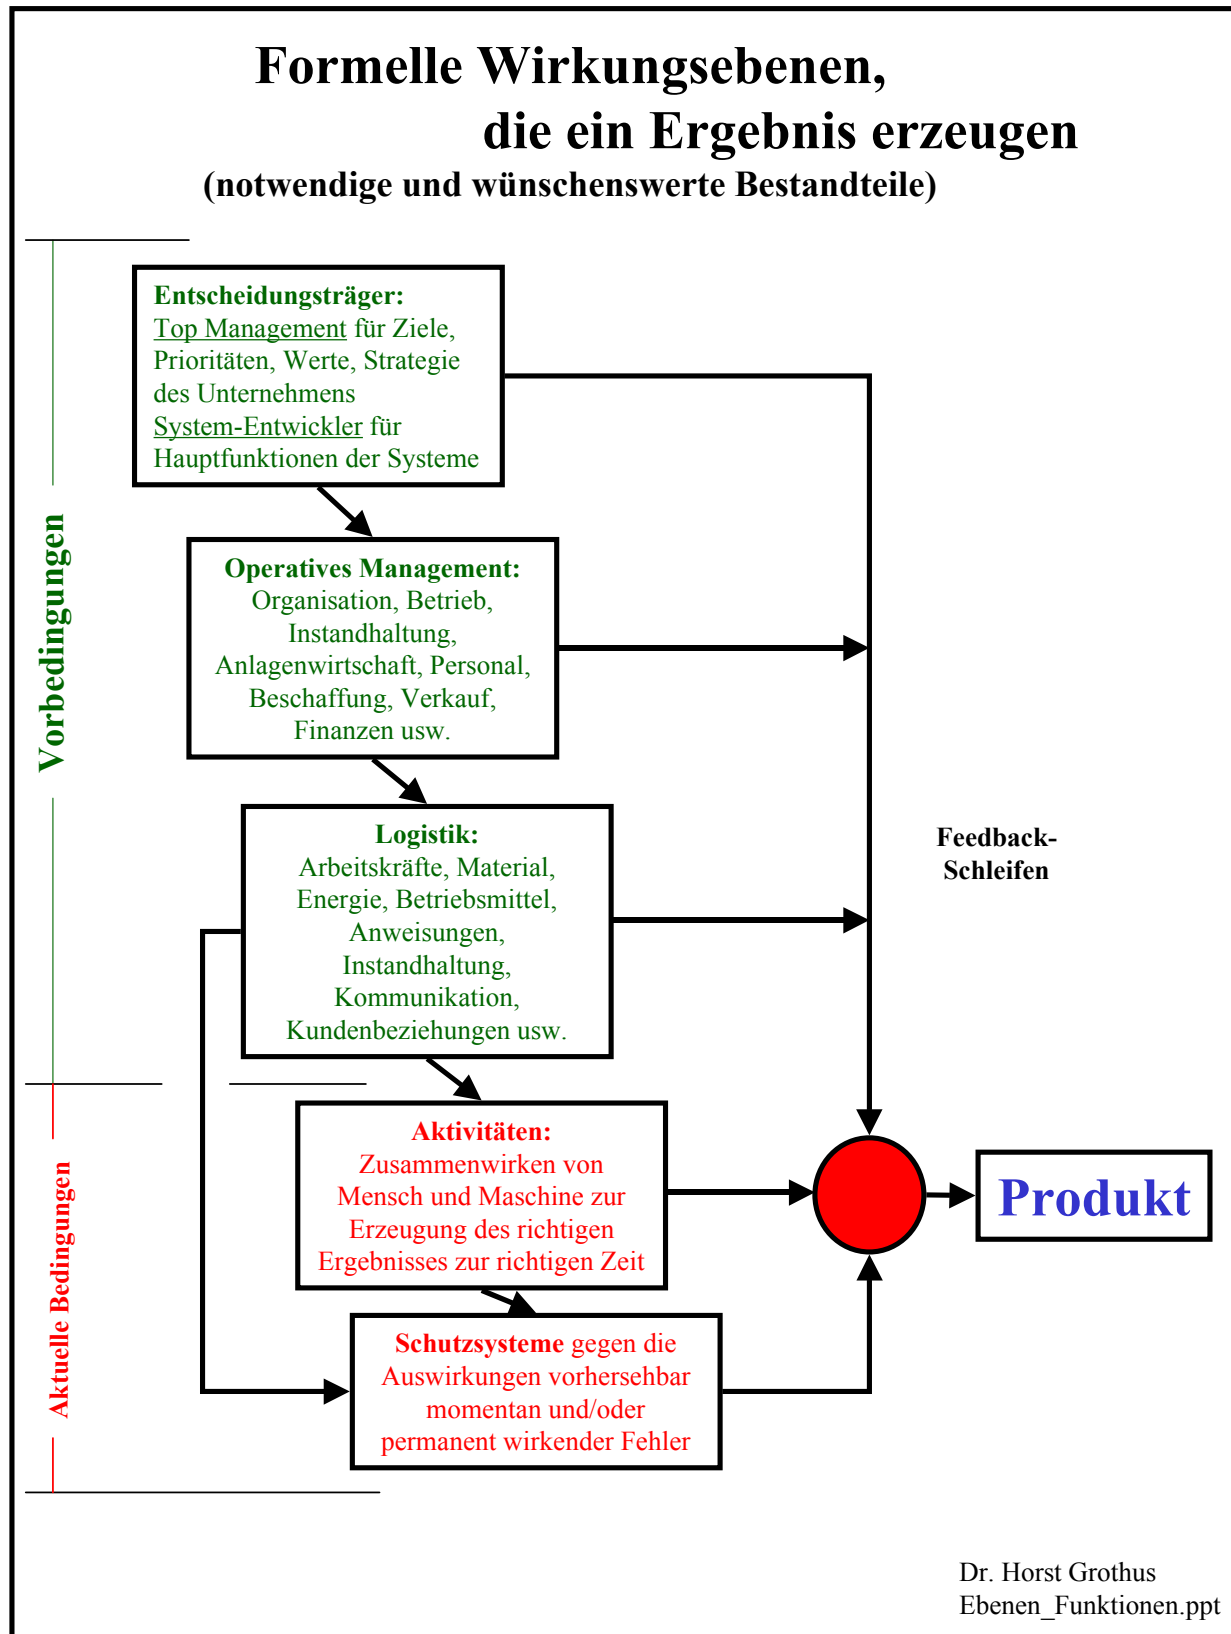 Formelle Wirkungsebenen,
die ein Ergebnis erzeugen
(notwendige und wünschenswerte Bestandteile)
Vorbedingungen
Entscheidungsträger:
Top Management für Ziele,
Prioritäten, Werte, Strategie
des Unternehmens
System-Entwickler für
Hauptfunktionen der Systeme
Operatives Management:
Organisation, Betrieb,
Instandhaltung,
Anlagenwirtschaft, Personal,
Beschaffung, Verkauf,
Finanzen usw.
Logistik:
Arbeitskräfte, Material,
Energie, Betriebsmittel,
Anweisungen,
Instandhaltung,
Kommunikation,
Kundenbeziehungen usw.
Feedback-
Schleifen
Aktuelle Bedingungen
Aktivitäten:
Zusammenwirken von
Mensch und Maschine zur
Erzeugung des richtigen
Ergebnisses zur richtigen Zeit
Produkt
Schutzsysteme gegen die
Auswirkungen vorhersehbar
momentan und/oder
permanent wirkender Fehler
Dr. Horst Grothus
Ebenen_Funktionen.ppt